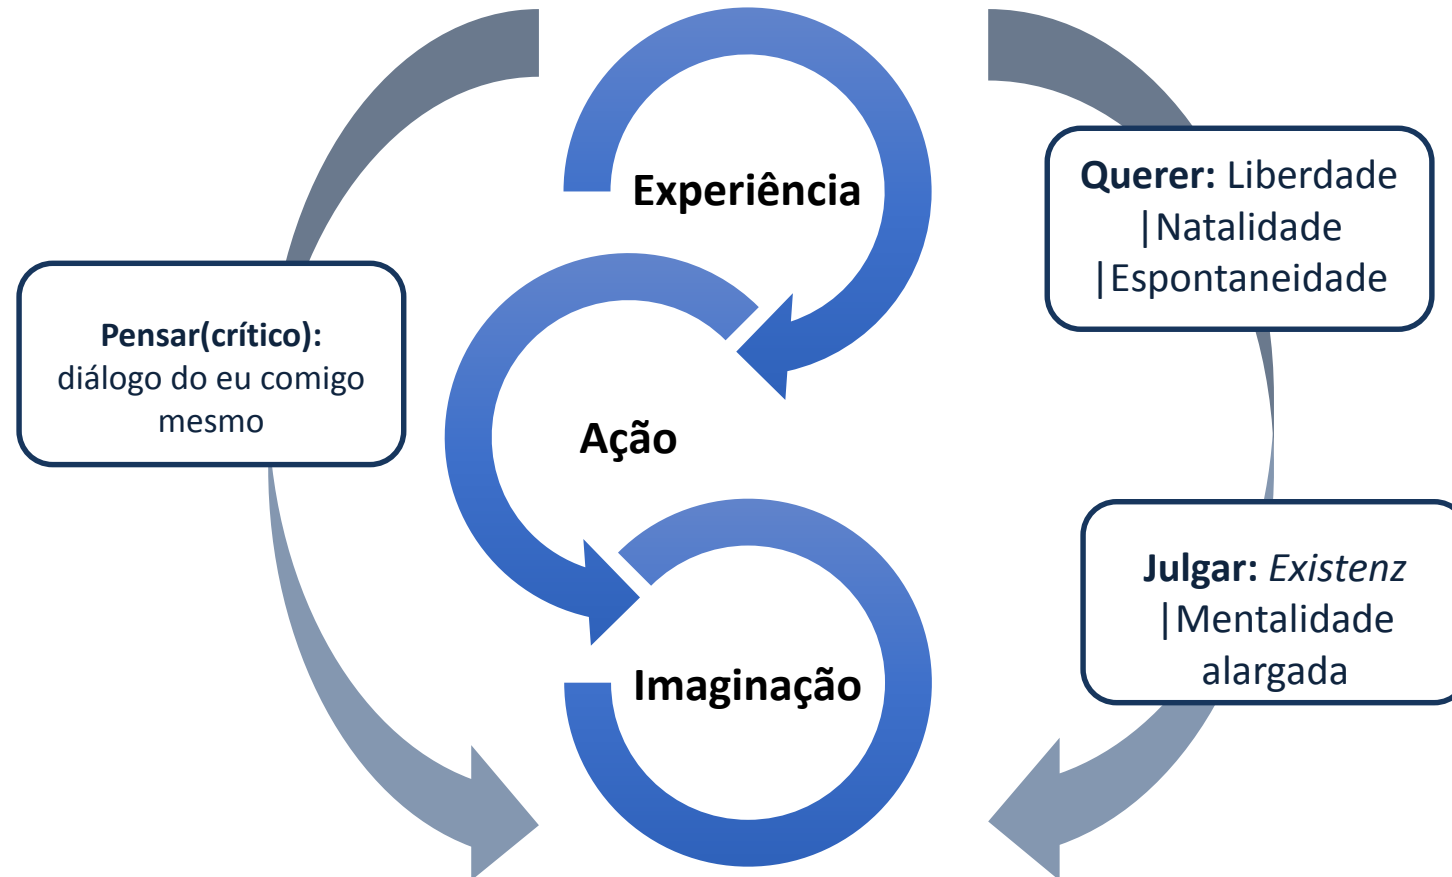 Experiência
Querer: Liberdade
|Natalidade
|Espontaneidade
Pensar(crítico):
diálogo do eu comigo
mesmo
Ação
Julgar: Existenz
|Mentalidade
alargada
Imaginação